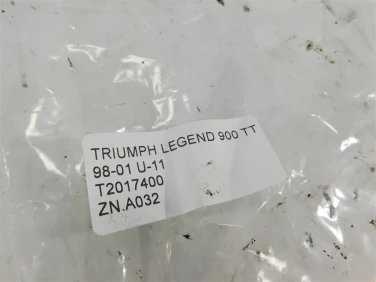 TRIUMPH LEGEND 900 TT
98-01 U-11
T2017400
ZN.A032